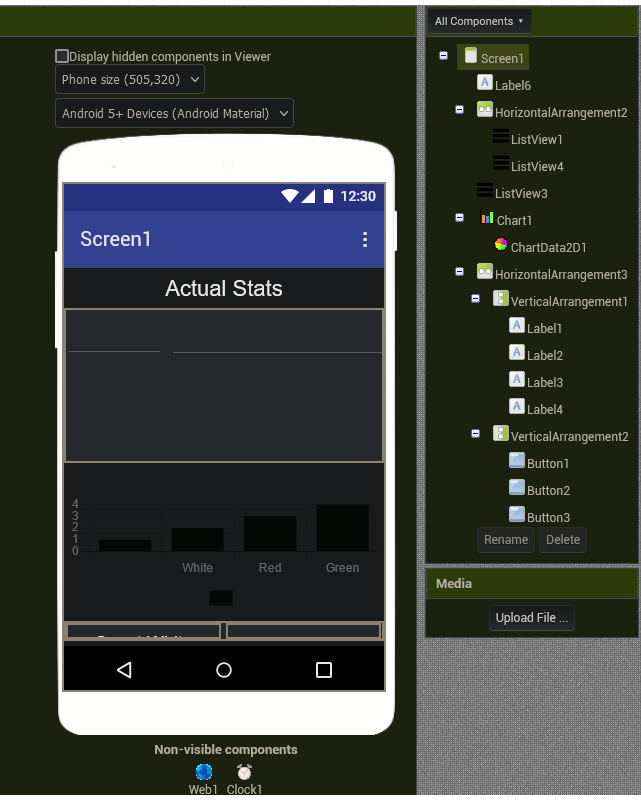 All Components
Display hidden components in Viewer
Phone size (505,320)
Android 5+ Devices (Android Material)
12:30
Screen1
Actual Stats
4
3
2
1
0
White
Red
Green
Non-visible components
Web1
Clock1
Screen1
Label6
HorizontalArrangement2
ListView1
ListView4
ListView3
Chart1
ChartData2D1
HorizontalArrangement3
VerticalArrangement1
Label1
Label2
Label3
Label4
VerticalArrangement2
Button1
Button2
Button3
Rename
Delete
Media
Upload File ...